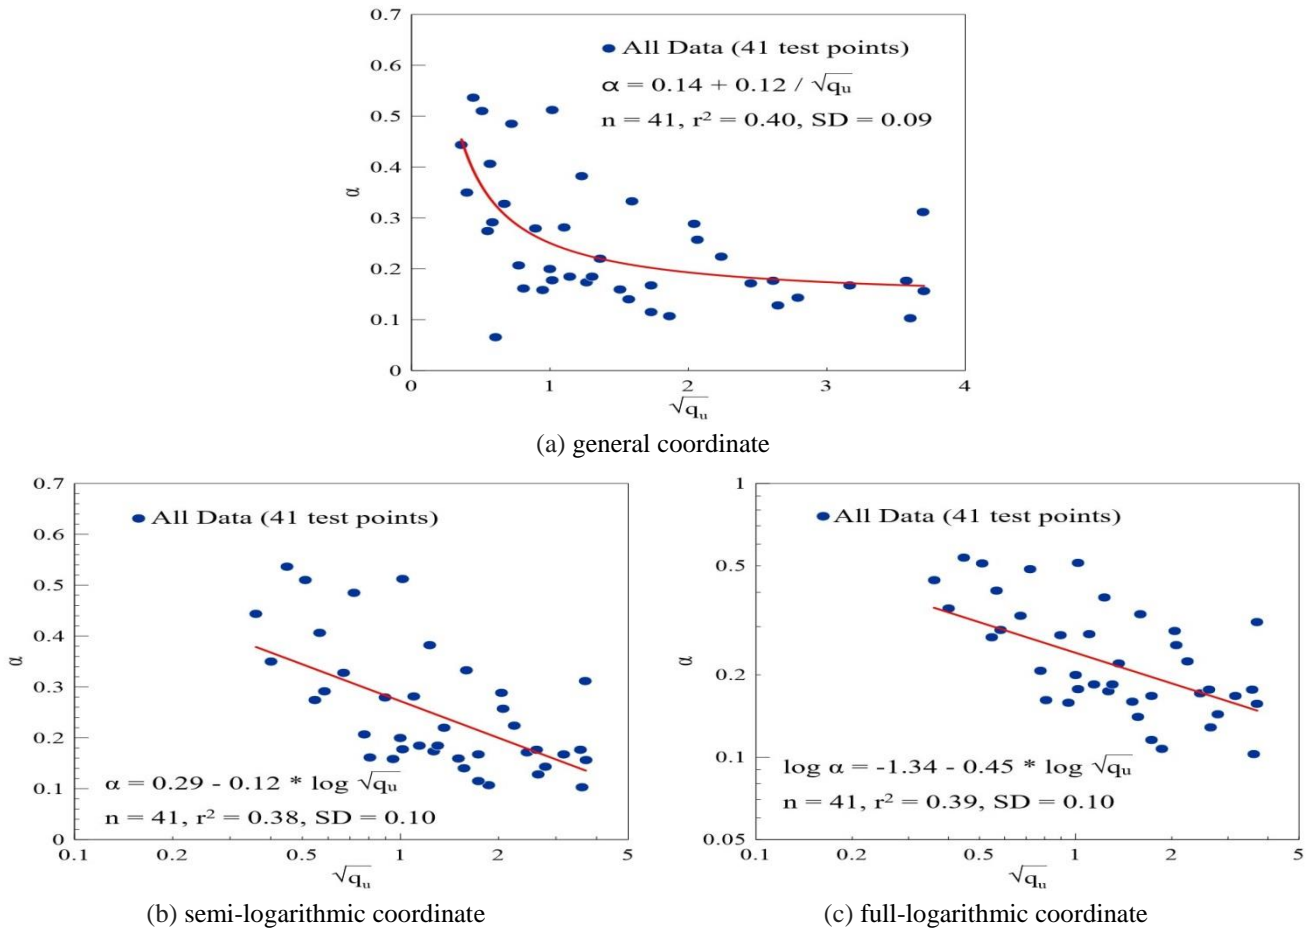 0.7
0.6
0.5
0.4
0.3
0.2
0.1
0
α
● All Data (41 test points)
α = 0.14 + 0.12 / √qᵤ
n = 41, r² = 0.40, SD = 0.09
0 1 2 3 4
√qᵤ
(a) general coordinate
0.7
0.6
0.5
0.4
0.3
0.2
0.1
0
α
● All Data (41 test points)
α = 0.29 - 0.12 * log √qᵤ
n = 41, r² = 0.38, SD = 0.10
0.1 0.5 1 5
√qᵤ
(b) semi-logarithmic coordinate
1
0.5
0.2
0.1
0.05
α
● All Data (41 test points)
log α = -1.34 - 0.45 * log √qᵤ
n = 41, r² = 0.39, SD = 0.10
0.1 0.2 0.5 1 2 5
√qᵤ
(c) full-logarithmic coordinate